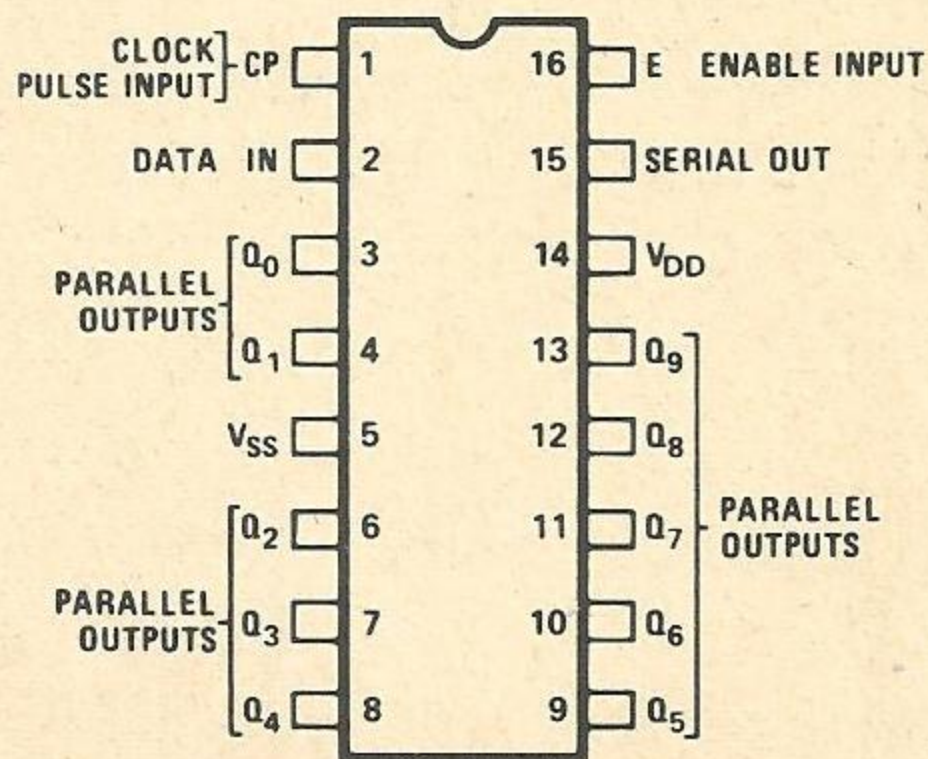 CLOCK
PULSE INPUT
CP
1
16
E ENABLE INPUT
DATA IN
2
15
SERIAL OUT
PARALLEL
OUTPUTS
Q0
3
14
VDD
Q1
4
13
Q9
VSS
5
12
Q8
PARALLEL
OUTPUTS
Q2
6
11
Q7
PARALLEL
OUTPUTS
Q3
7
10
Q6
Q4
8
9
Q5